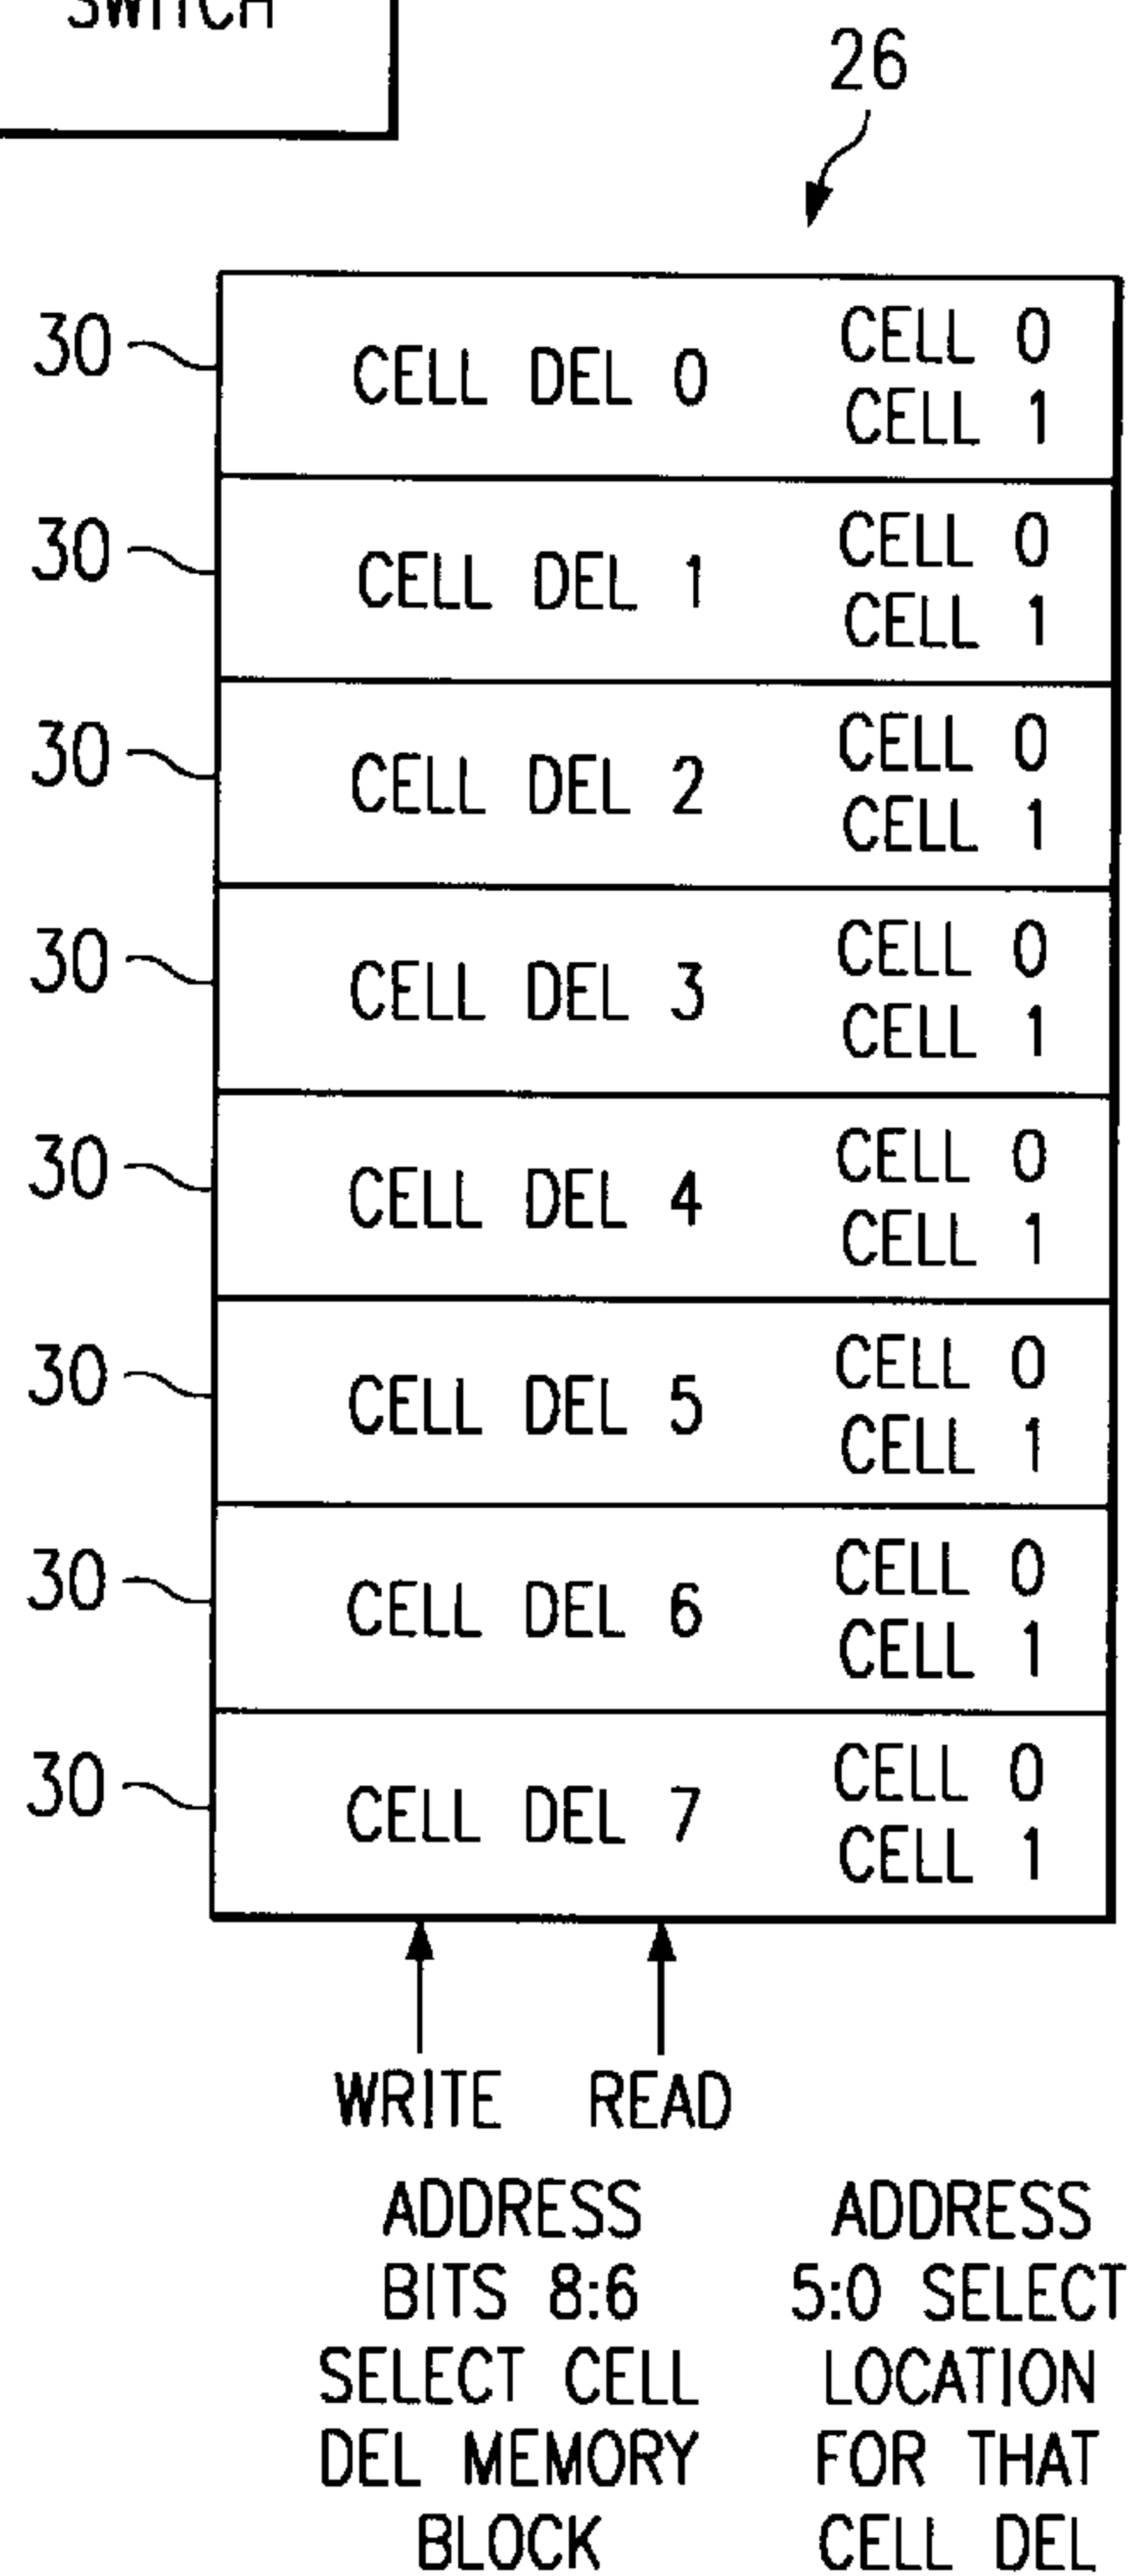 SWITCH
26
30 CELL DEL 0 CELL 0
CELL 1
30 CELL DEL 1 CELL 0
CELL 1
30 CELL DEL 2 CELL 0
CELL 1
30 CELL DEL 3 CELL 0
CELL 1
30 CELL DEL 4 CELL 0
CELL 1
30 CELL DEL 5 CELL 0
CELL 1
30 CELL DEL 6 CELL 0
CELL 1
30 CELL DEL 7 CELL 0
CELL 1
WRITE READ
ADDRESS
BITS 8:6
SELECT CELL
DEL MEMORY
BLOCK
ADDRESS
5:0 SELECT
LOCATION
FOR THAT
CELL DEL